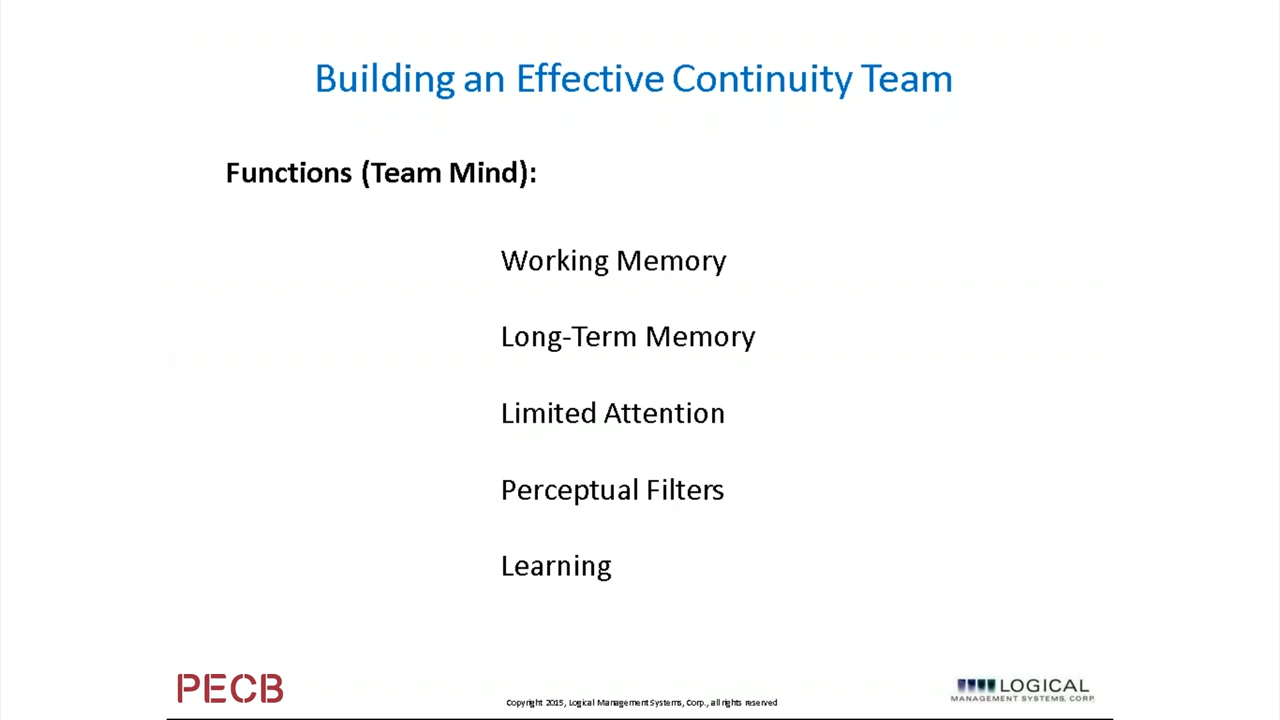 Building an Effective Continuity Team
Functions (Team Mind):
Working Memory
Long-Term Memory
Limited Attention
Perceptual Filters
Learning
PECB
Copyright 2015, Logical Management Systems, Corp., all rights reserved
LOGICAL
MANAGEMENT SYSTEMS, CORP.